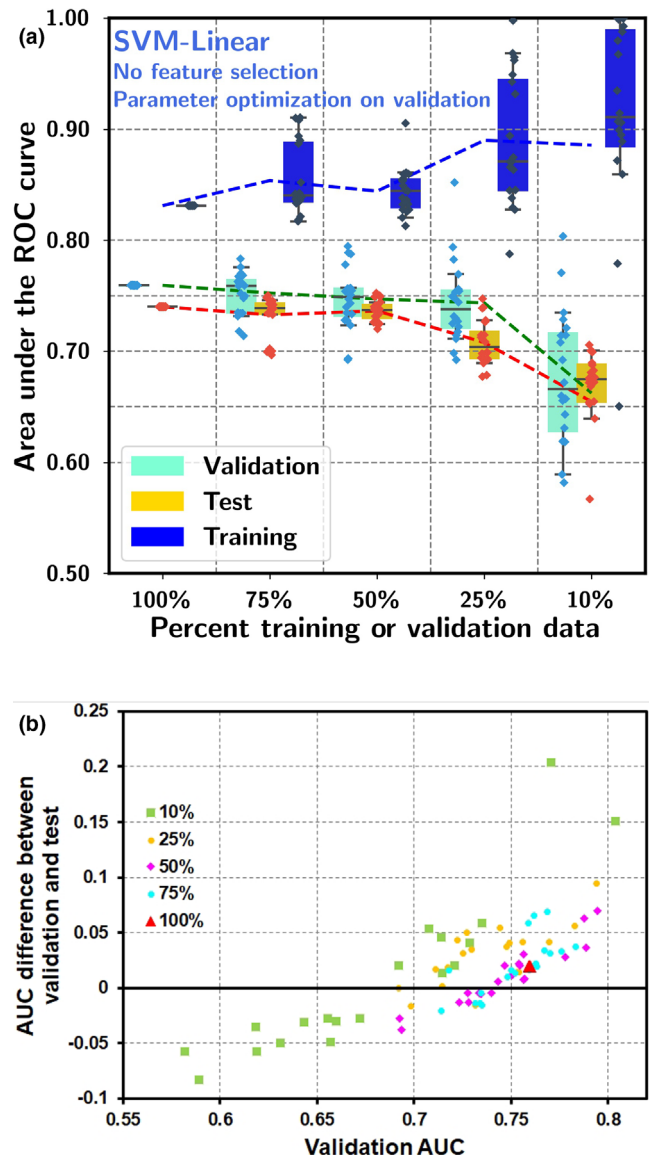 (a)
SVM-Linear
No feature selection
Parameter optimization on validation
Area under the ROC curve
1.00
0.90
0.80
0.70
0.60
0.50
Validation
Test
Training
100% 75% 50% 25% 10%
Percent training or validation data
(b)
AUC difference between
validation and test
0.25
0.2
0.15
0.1
0.05
0
-0.05
-0.1
10%
25%
50%
75%
100%
0.55 0.6 0.65 0.7 0.75 0.8
Validation AUC